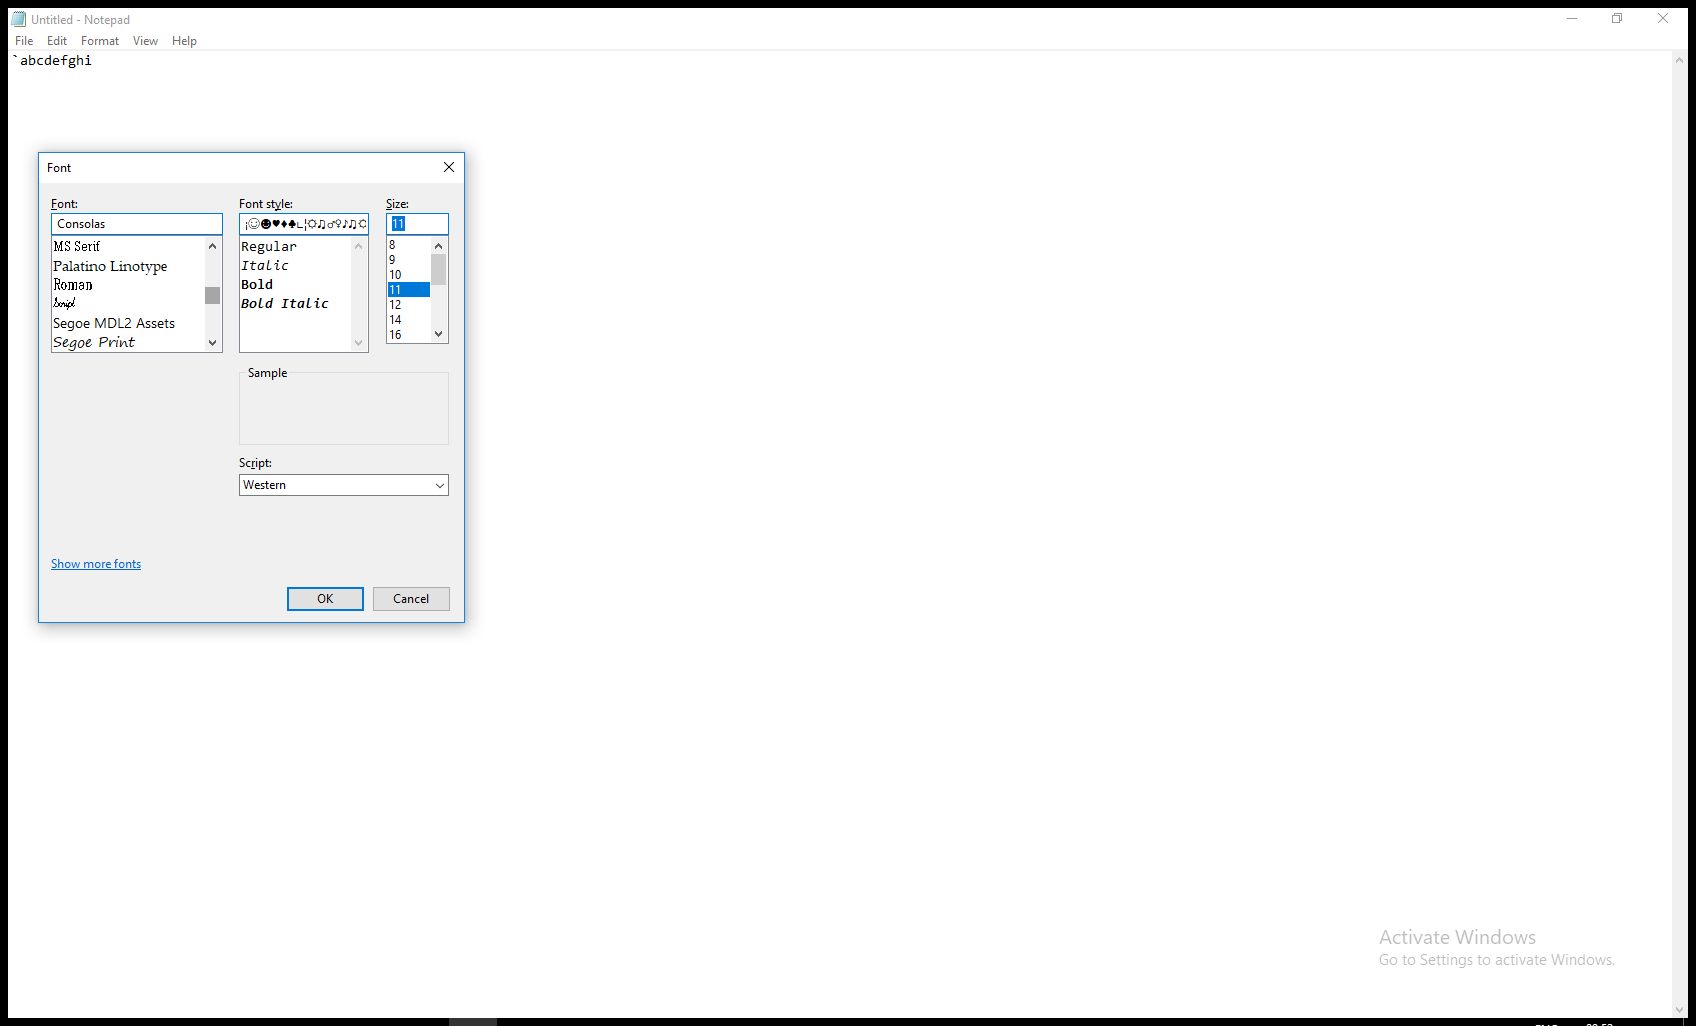 Untitled - Notepad
File Edit Format View Help
`abcdefghi
Font
Font: Font style: Size:
Consolas ¡☺☻♥♦♣∟¦☼♫♂♀♪♫☼ 11
MS Serif
Palatino Linotype
Roman
Script
Segoe MDL2 Assets
Segoe Print
Regular
Italic
Bold
Bold Italic
8
9
10
11
12
14
16
Sample
Script:
Western
Show more fonts
OK Cancel
Activate Windows
Go to Settings to activate Windows.